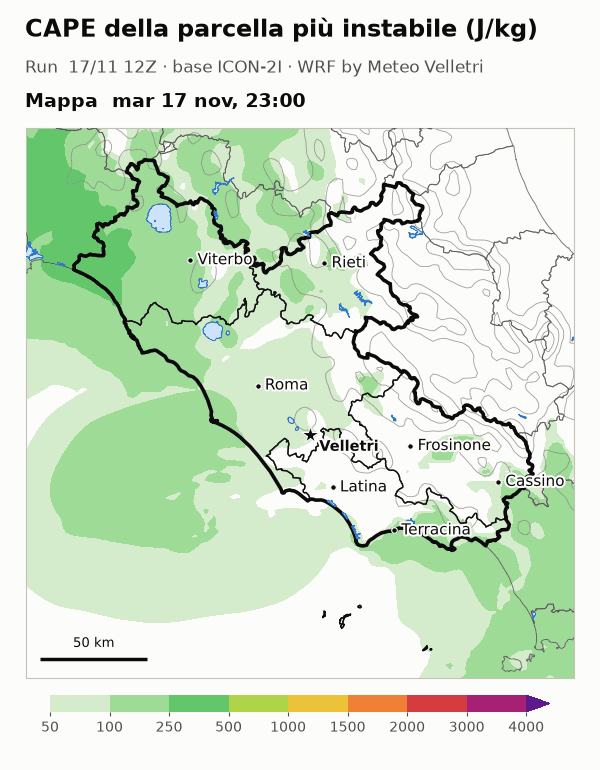 CAPE della parcella più instabile (J/kg)
Run  17/11 12Z · base ICON-2I · WRF by Meteo Velletri
Mappa  mar 17 nov, 23:00
Viterbo
Rieti
Roma
Velletri
Frosinone
Cassino
Latina
Terracina
50 km
50 100 250 500 1000 1500 2000 3000 4000